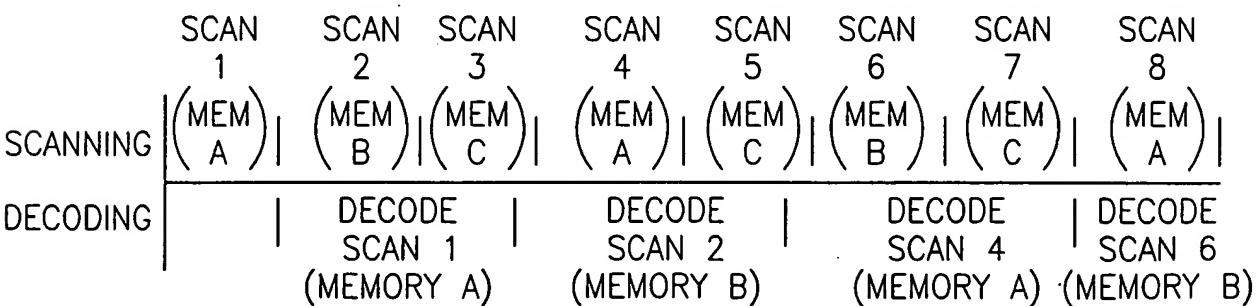 SCAN 1 SCAN 2 SCAN 3 SCAN 4 SCAN 5 SCAN 6 SCAN 7 SCAN 8
SCANNING (MEM A) | (MEM B) | (MEM C) | (MEM A) | (MEM C) | (MEM B) | (MEM C) | (MEM A) |
DECODING | DECODE SCAN 1 (MEMORY A) | DECODE SCAN 2 (MEMORY B) | DECODE SCAN 4 (MEMORY A) | DECODE SCAN 6 (MEMORY B)